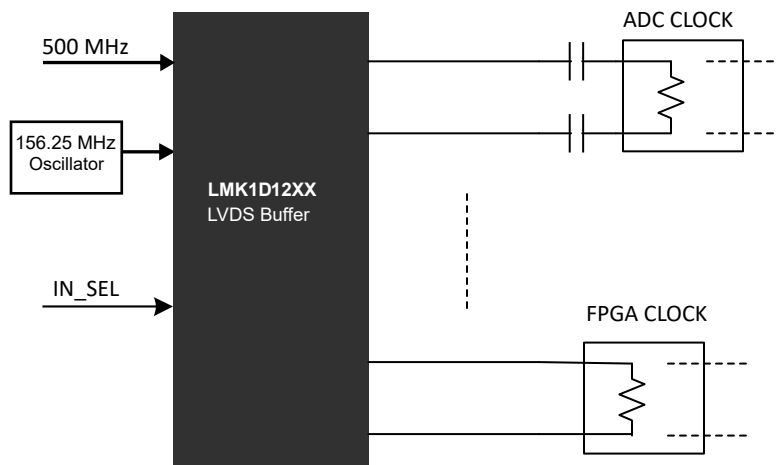 ADC CLOCK
500 MHz
156.25 MHz
Oscillator
LMK1D12XX
LVDS Buffer
IN_SEL
FPGA CLOCK